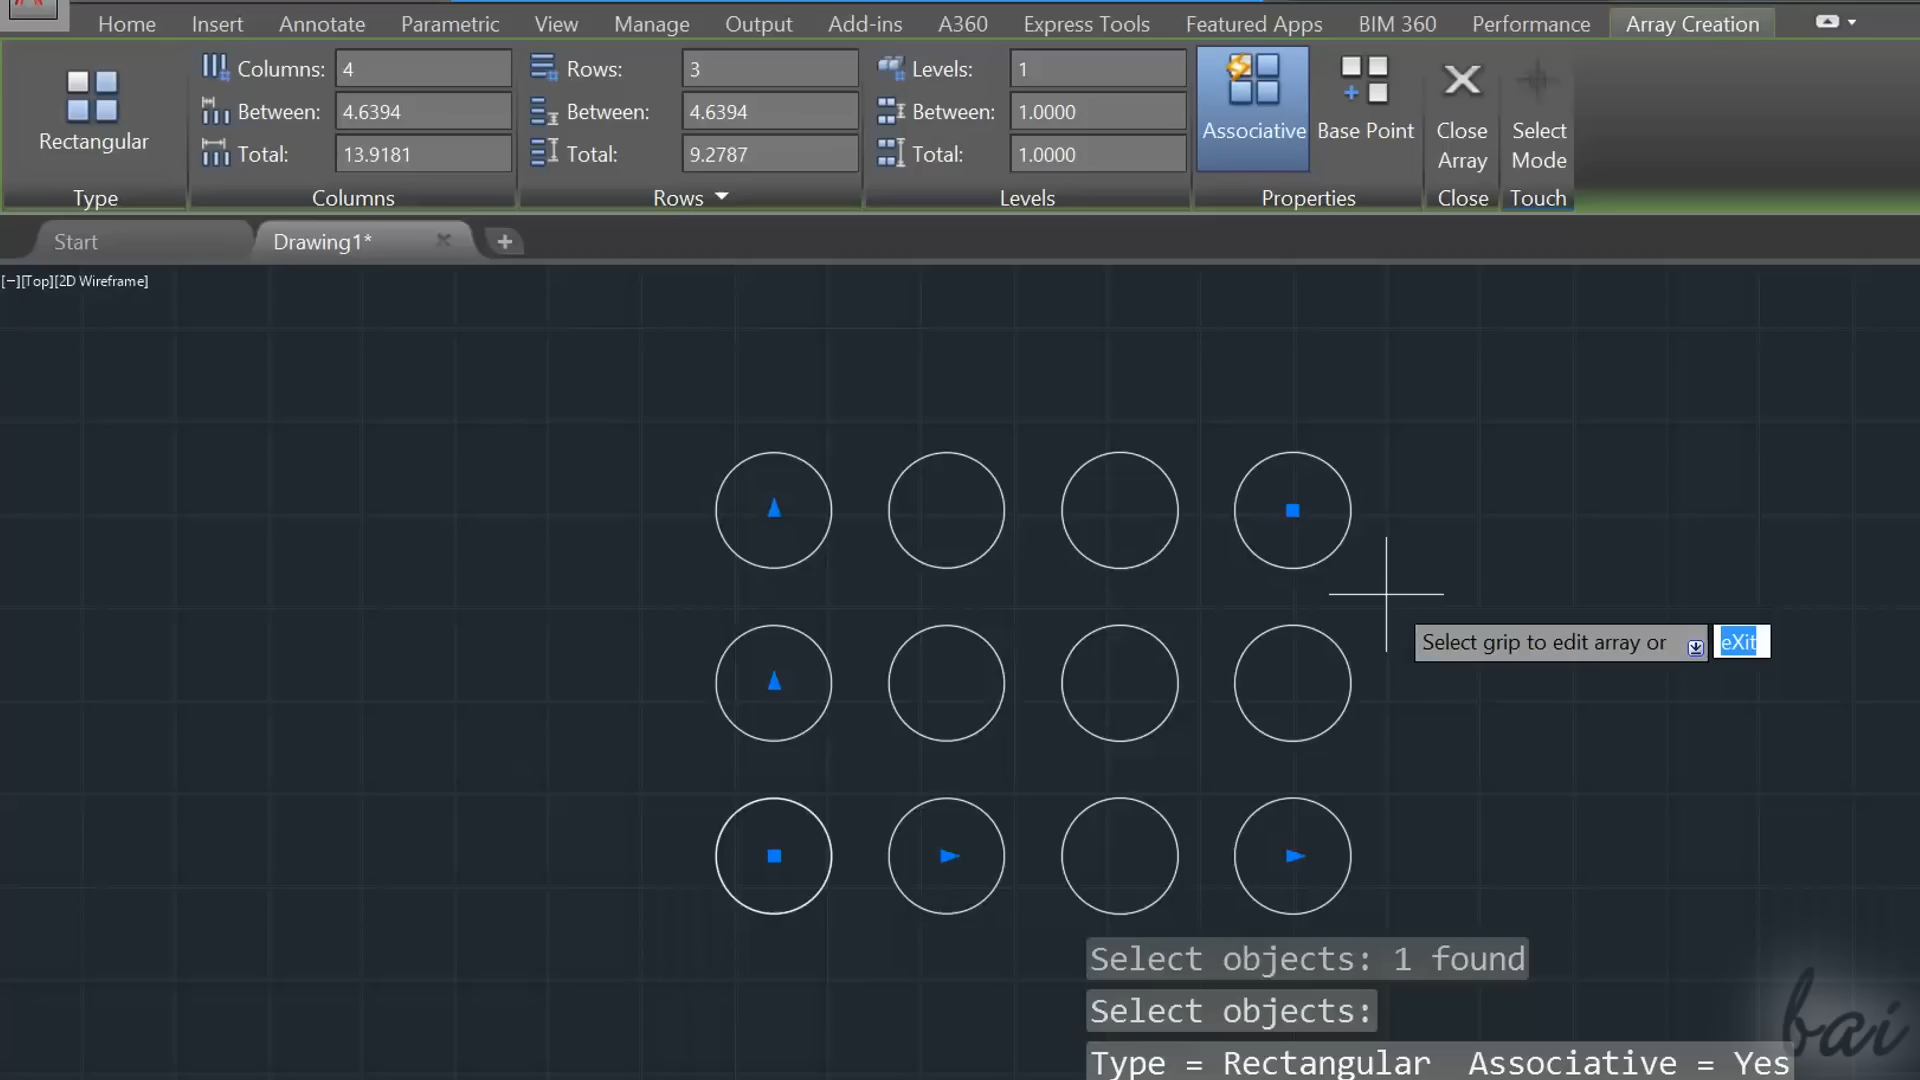 Home Insert Annotate Parametric View Manage Output Add-ins A360 Express Tools Featured Apps BIM 360 Performance Array Creation
Rectangular
Type
Columns: 4
Between: 4.6394
Total: 13.9181
Columns
Rows: 3
Between: 4.6394
Total: 9.2787
Rows
Levels: 1
Between: 1.0000
Total: 1.0000
Levels
Associative Base Point
Properties
Close
Array
Close
Select
Mode
Touch
Start Drawing1*
[−][Top][2D Wireframe]
Select grip to edit array or eXit
Select objects: 1 found
Select objects:
Type = Rectangular Associative = Yes
bai